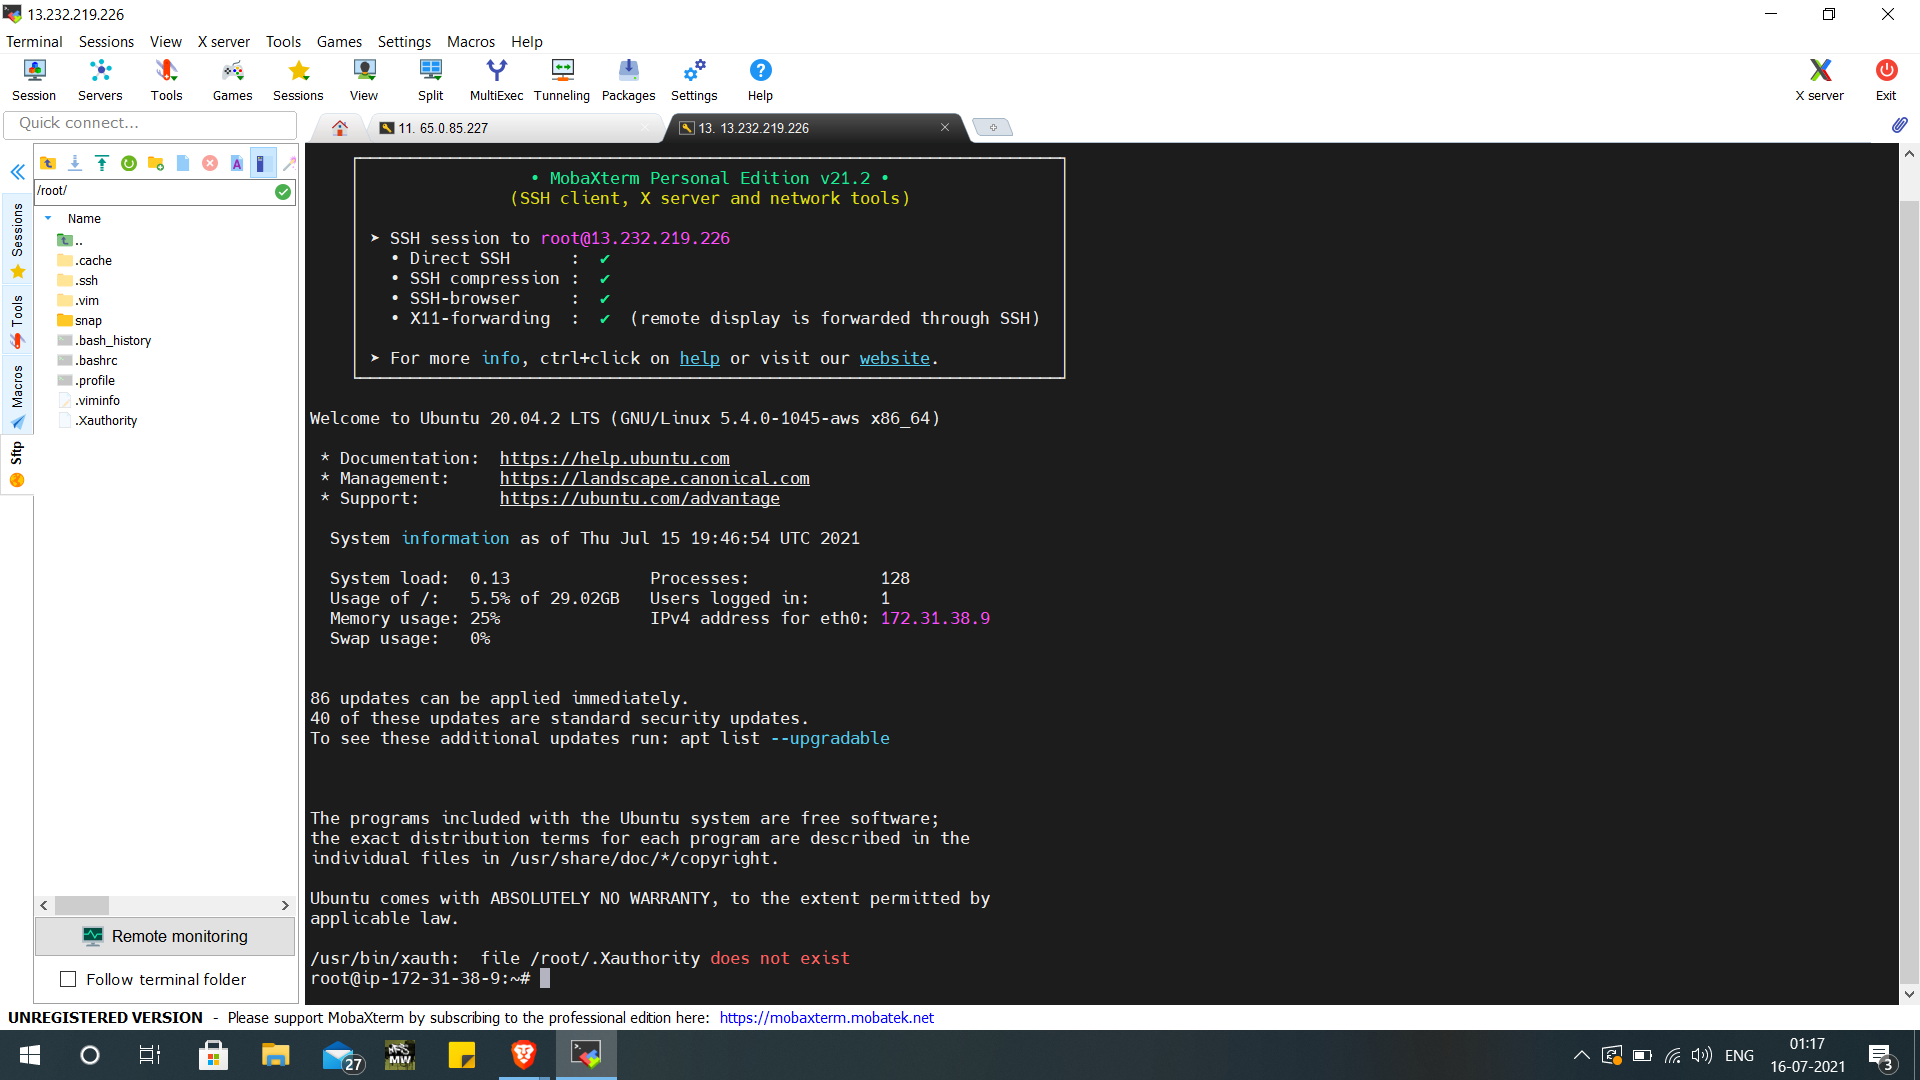 13.232.219.226
Terminal Sessions View X server Tools Games Settings Macros Help
Session Servers Tools Games Sessions View Split MultiExec Tunneling Packages Settings Help X server Exit
Quick connect...
11. 65.0.85.227
13. 13.232.219.226
/root/
Name
..
.cache
.ssh
.vim
snap
.bash_history
.bashrc
.profile
.viminfo
.Xauthority
Sessions
Tools
Macros
Sftp
Remote monitoring
Follow terminal folder
• MobaXterm Personal Edition v21.2 •
(SSH client, X server and network tools)
➤ SSH session to root@13.232.219.226
• Direct SSH : ✔
• SSH compression : ✔
• SSH-browser : ✔
• X11-forwarding : ✔ (remote display is forwarded through SSH)
➤ For more info, ctrl+click on help or visit our website.
Welcome to Ubuntu 20.04.2 LTS (GNU/Linux 5.4.0-1045-aws x86_64)
* Documentation: https://help.ubuntu.com
* Management: https://landscape.canonical.com
* Support: https://ubuntu.com/advantage
System information as of Thu Jul 15 19:46:54 UTC 2021
System load: 0.13 Processes: 128
Usage of /: 5.5% of 29.02GB Users logged in: 1
Memory usage: 25% IPv4 address for eth0: 172.31.38.9
Swap usage: 0%
86 updates can be applied immediately.
40 of these updates are standard security updates.
To see these additional updates run: apt list --upgradable
The programs included with the Ubuntu system are free software;
the exact distribution terms for each program are described in the
individual files in /usr/share/doc/*/copyright.
Ubuntu comes with ABSOLUTELY NO WARRANTY, to the extent permitted by
applicable law.
/usr/bin/xauth: file /root/.Xauthority does not exist
root@ip-172-31-38-9:~#
UNREGISTERED VERSION - Please support MobaXterm by subscribing to the professional edition here: https://mobaxterm.mobatek.net
27
MW
ENG
01:17
16-07-2021
3